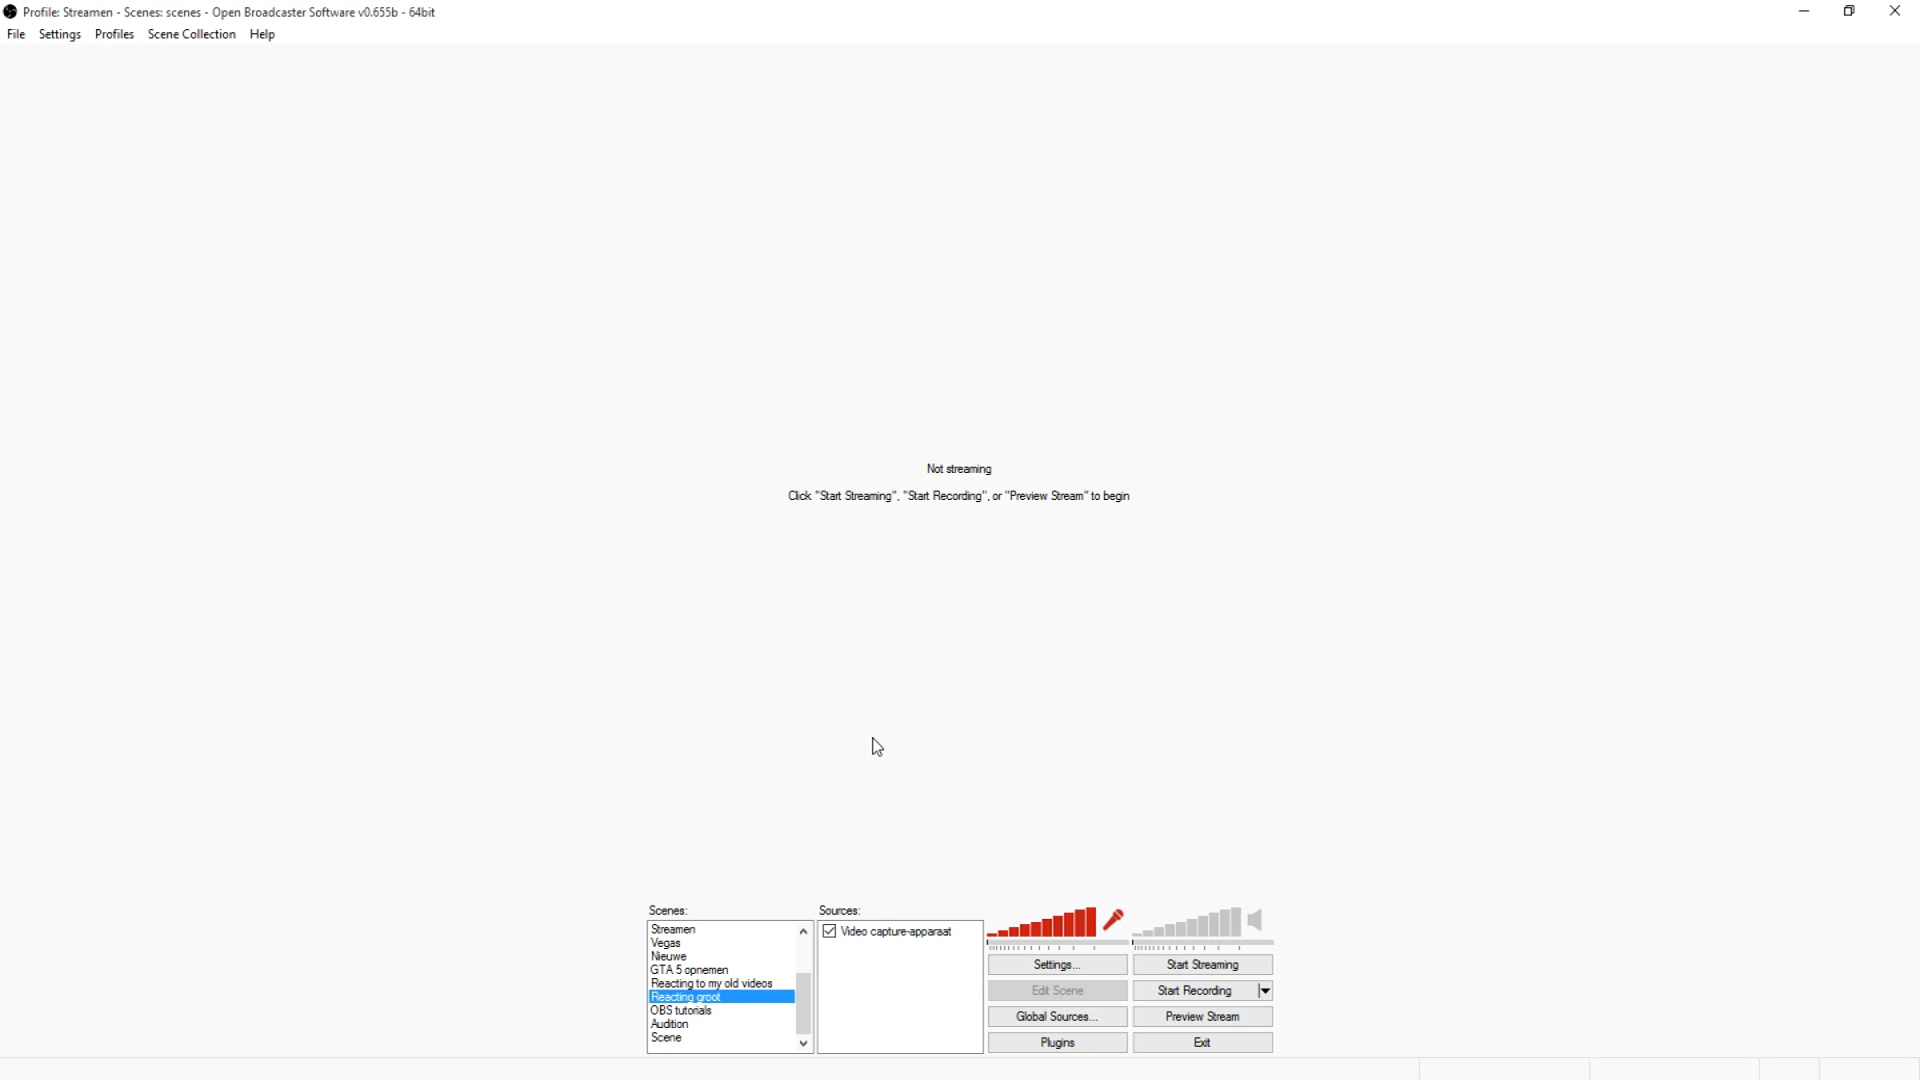 Profile: Streamen - Scenes: scenes - Open Broadcaster Software v0.655b - 64bit
File Settings Profiles Scene Collection Help
Not streaming
Click "Start Streaming", "Start Recording", or "Preview Stream" to begin
Scenes:
Streamen
Vegas
Nieuwe
GTA 5 opnemen
Reacting to my old videos
Reacting groot
OBS tutorials
Audition
Scene
Sources:
Video capture-apparaat
Settings...
Start Streaming
Edit Scene
Start Recording
Global Sources...
Preview Stream
Plugins
Exit